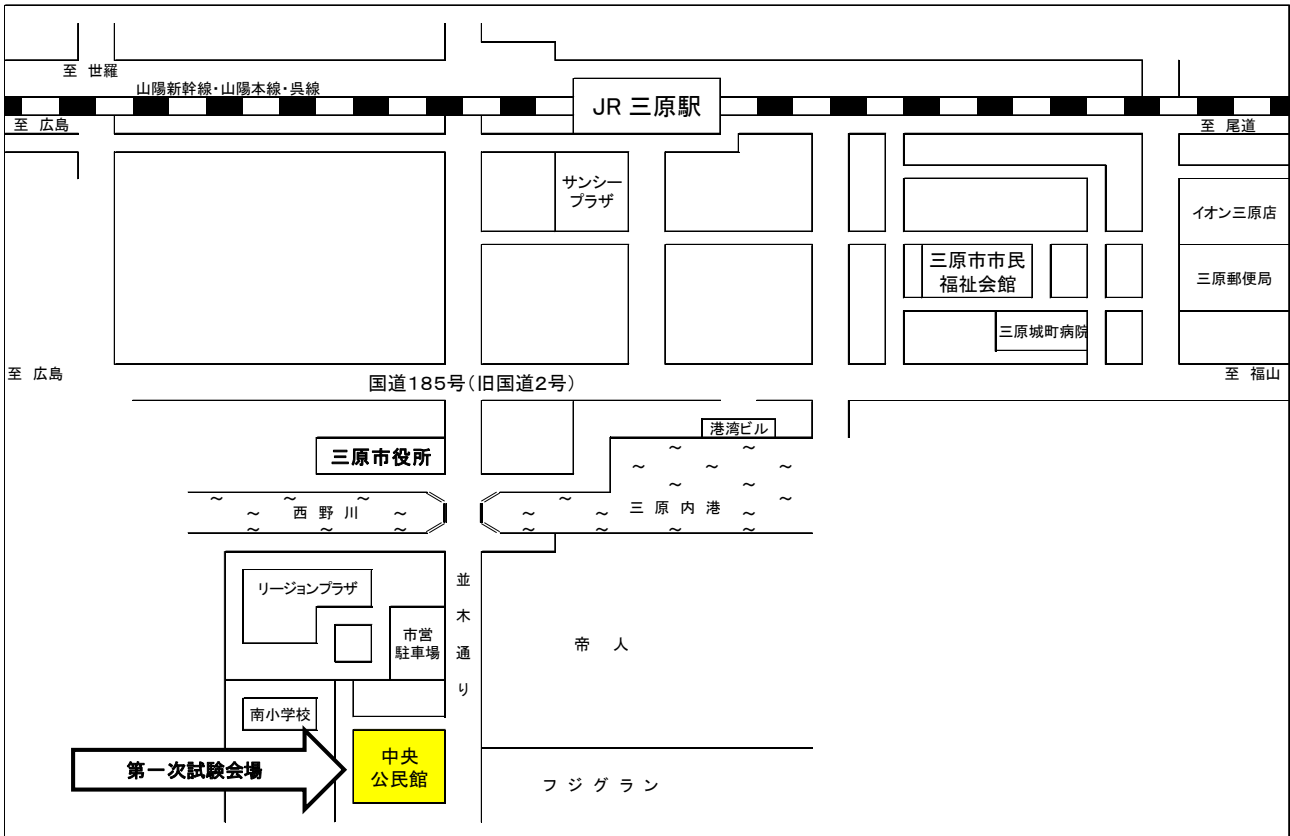 至 世羅
山陽新幹線・山陽本線・呉線
JR 三原駅
至 広島
至 尾道
サンシー
プラザ
イオン三原店
三原市市民
福祉会館
三原郵便局
三原城町病院
至 広島
国道185号(旧国道2号)
至 福山
港湾ビル
三原市役所
西 野 川
三 原 内 港
並木通り
リージョンプラザ
市営
駐車場
帝 人
南小学校
第一次試験会場
中央
公民館
フ ジ グ ラ ン